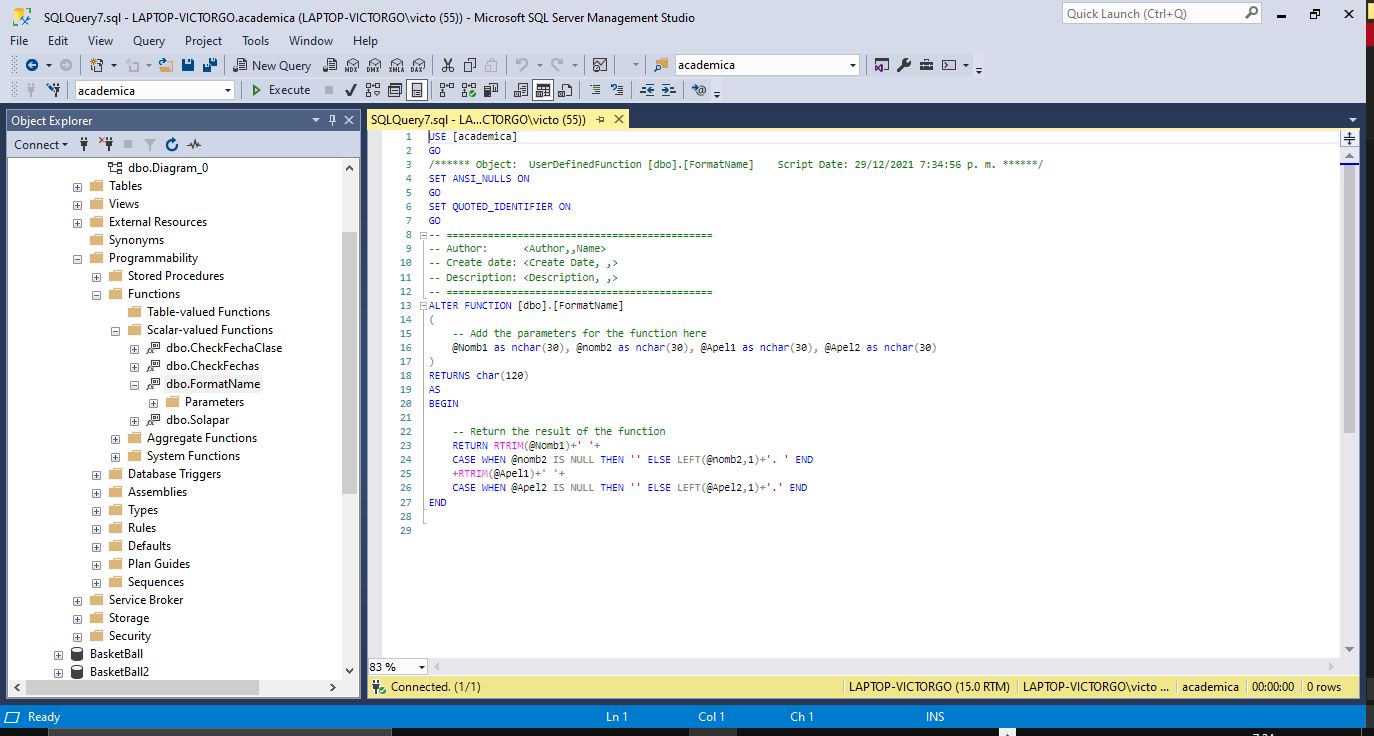 SQLQuery7.sql - LAPTOP-VICTORGO.academica (LAPTOP-VICTORGO\victo (55)) - Microsoft SQL Server Management Studio
Quick Launch (Ctrl+Q)
File Edit View Query Project Tools Window Help
New Query MDX DMX XMLA DAX academica
academica Execute
Object Explorer
SQLQuery7.sql - LA...CTORGO\victo (55))
Connect
dbo.Diagram_0
Tables
Views
External Resources
Synonyms
Programmability
Stored Procedures
Functions
Table-valued Functions
Scalar-valued Functions
dbo.CheckFechaClase
dbo.CheckFechas
dbo.FormatName
Parameters
dbo.Solapar
Aggregate Functions
System Functions
Database Triggers
Assemblies
Types
Rules
Defaults
Plan Guides
Sequences
Service Broker
Storage
Security
BasketBall
BasketBall2
1 USE [academica]
2 GO
3 /****** Object:  UserDefinedFunction [dbo].[FormatName]    Script Date: 29/12/2021 7:34:56 p. m. ******/
4 SET ANSI_NULLS ON
5 GO
6 SET QUOTED_IDENTIFIER ON
7 GO
8 -- =============================================
9 -- Author:      <Author,,Name>
10 -- Create date: <Create Date, ,>
11 -- Description: <Description, ,>
12 -- =============================================
13 ALTER FUNCTION [dbo].[FormatName]
14 (
15     -- Add the parameters for the function here
16     @Nomb1 as nchar(30), @nomb2 as nchar(30), @Apel1 as nchar(30), @Apel2 as nchar(30)
17 )
18 RETURNS char(120)
19 AS
20 BEGIN
21
22     -- Return the result of the function
23     RETURN RTRIM(@Nomb1)+' '+
24     CASE WHEN @nomb2 IS NULL THEN '' ELSE LEFT(@nomb2,1)+'. ' END
25     +RTRIM(@Apel1)+' '+
26     CASE WHEN @Apel2 IS NULL THEN '' ELSE LEFT(@Apel2,1)+'.' END
27 END
28
29
83 %
Connected. (1/1) LAPTOP-VICTORGO (15.0 RTM) LAPTOP-VICTORGO\victo ... academica 00:00:00 0 rows
Ready Ln 1 Col 1 Ch 1 INS